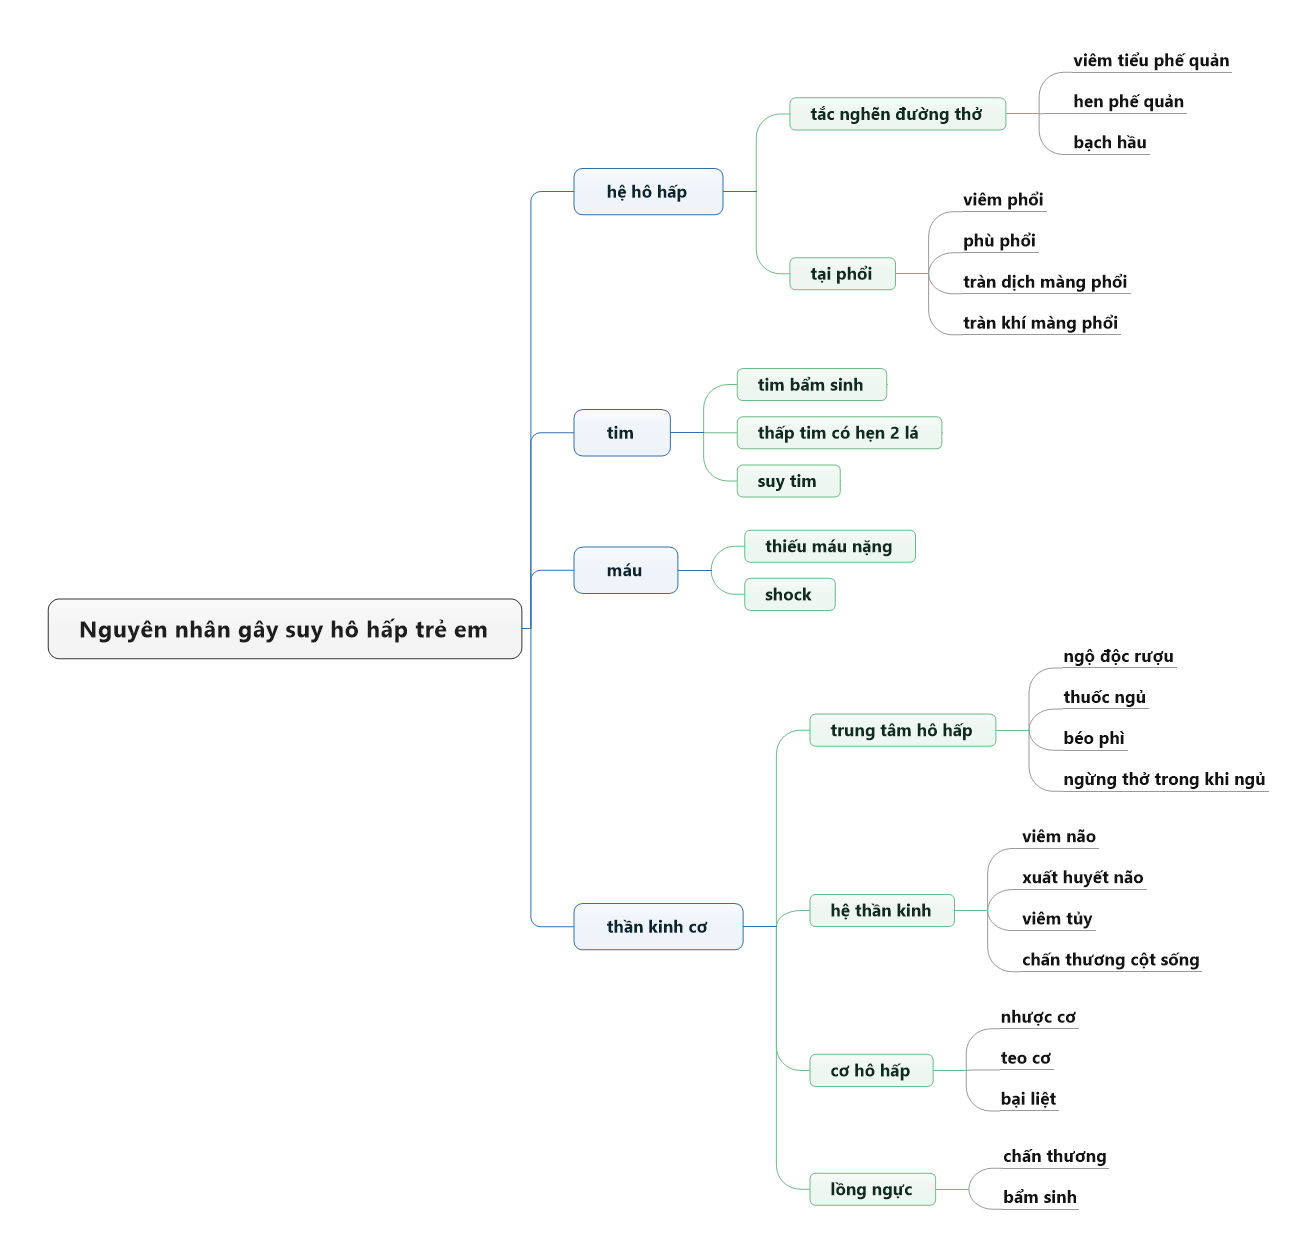 Nguyên nhân gây suy hô hấp trẻ em
hệ hô hấp
tắc nghẽn đường thở
viêm tiểu phế quản
hen phế quản
bạch hầu
tại phổi
viêm phổi
phù phổi
tràn dịch màng phổi
tràn khí màng phổi
tim
tim bẩm sinh
thấp tim có hẹn 2 lá
suy tim
máu
thiếu máu nặng
shock
thần kinh cơ
trung tâm hô hấp
ngộ độc rượu
thuốc ngủ
béo phì
ngừng thở trong khi ngủ
hệ thần kinh
viêm não
xuất huyết não
viêm tủy
chấn thương cột sống
cơ hô hấp
nhược cơ
teo cơ
bại liệt
lồng ngực
chấn thương
bẩm sinh